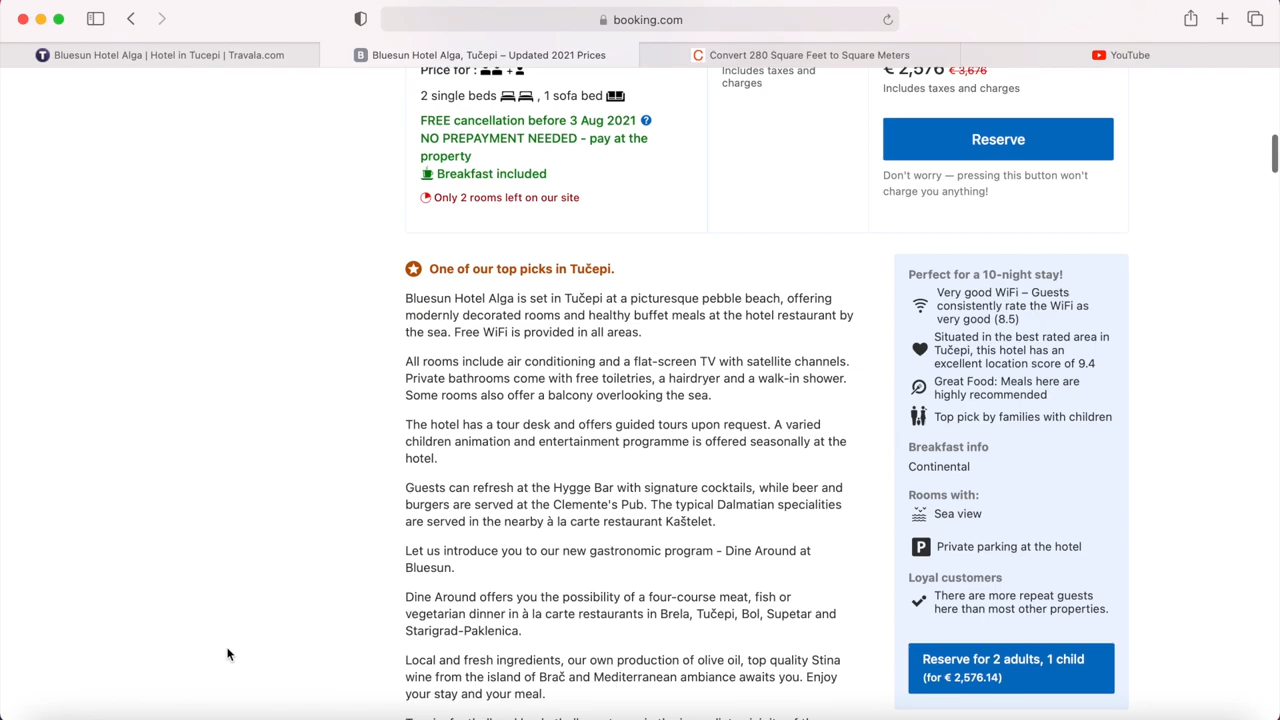 booking.com
Bluesun Hotel Alga | Hotel in Tucepi | Travala.com
B Bluesun Hotel Alga, Tučepi – Updated 2021 Prices
C Convert 280 Square Feet to Square Meters
YouTube
Price for : +
2 single beds , 1 sofa bed
FREE cancellation before 3 Aug 2021 ?
NO PREPAYMENT NEEDED - pay at the
property
Breakfast included
Only 2 rooms left on our site
Includes taxes and
charges
€ 2,576 € 3,676
Includes taxes and charges
Reserve
Don't worry — pressing this button won't
charge you anything!
One of our top picks in Tučepi.
Bluesun Hotel Alga is set in Tučepi at a picturesque pebble beach, offering
modernly decorated rooms and healthy buffet meals at the hotel restaurant by
the sea. Free WiFi is provided in all areas.
All rooms include air conditioning and a flat-screen TV with satellite channels.
Private bathrooms come with free toiletries, a hairdryer and a walk-in shower.
Some rooms also offer a balcony overlooking the sea.
The hotel has a tour desk and offers guided tours upon request. A varied
children animation and entertainment programme is offered seasonally at the
hotel.
Guests can refresh at the Hygge Bar with signature cocktails, while beer and
burgers are served at the Clemente's Pub. The typical Dalmatian specialities
are served in the nearby à la carte restaurant Kaštelet.
Let us introduce you to our new gastronomic program - Dine Around at
Bluesun.
Dine Around offers you the possibility of a four-course meat, fish or
vegetarian dinner in à la carte restaurants in Brela, Tučepi, Bol, Supetar and
Starigrad-Paklenica.
Local and fresh ingredients, our own production of olive oil, top quality Stina
wine from the island of Brač and Mediterranean ambiance awaits you. Enjoy
your stay and your meal.
Perfect for a 10-night stay!
Very good WiFi – Guests
consistently rate the WiFi as
very good (8.5)
Situated in the best rated area in
Tučepi, this hotel has an
excellent location score of 9.4
Great Food: Meals here are
highly recommended
Top pick by families with children
Breakfast info
Continental
Rooms with:
Sea view
P Private parking at the hotel
Loyal customers
There are more repeat guests
here than most other properties.
Reserve for 2 adults, 1 child
(for € 2,576.14)